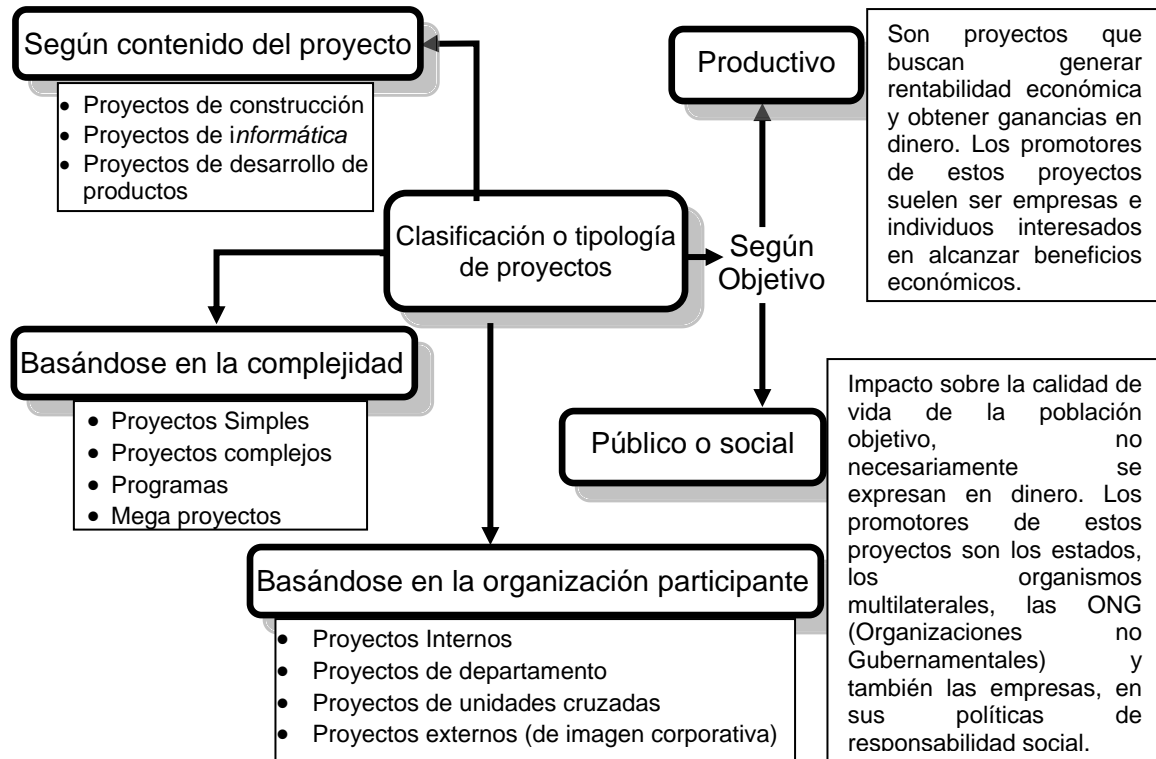 Según contenido del proyecto
• Proyectos de construcción
• Proyectos de informática
• Proyectos de desarrollo de
productos
Productivo
Son proyectos que
buscan generar
rentabilidad económica
y obtener ganancias en
dinero. Los promotores
de estos proyectos
suelen ser empresas e
individuos interesados
en alcanzar beneficios
económicos.
Clasificación o tipología
de proyectos
Según
Objetivo
Basándose en la complejidad
• Proyectos Simples
• Proyectos complejos
• Programas
• Mega proyectos
Público o social
Impacto sobre la calidad de
vida de la población
objetivo, no
necesariamente se
expresan en dinero. Los
promotores de estos
proyectos son los estados,
los organismos
multilaterales, las ONG
(Organizaciones no
Gubernamentales) y
también las empresas, en
sus políticas de
responsabilidad social.
Basándose en la organización participante
• Proyectos Internos
• Proyectos de departamento
• Proyectos de unidades cruzadas
• Proyectos externos (de imagen corporativa)